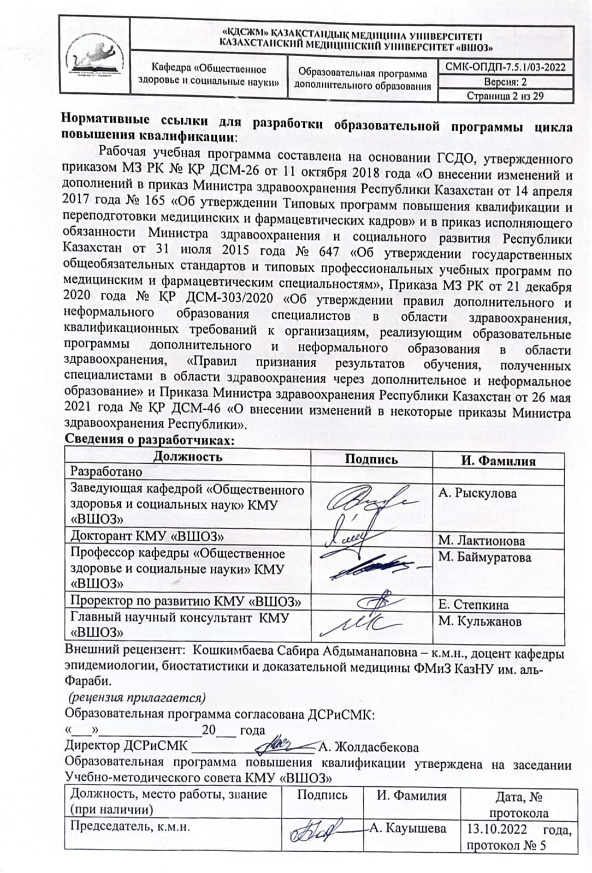 «ҚДСЖМ» ҚАЗАҚСТАНДЫҚ МЕДИЦИНА УНИВЕРСИТЕТІ
КАЗАХСТАНСКИЙ МЕДИЦИНСКИЙ УНИВЕРСИТЕТ «ВШОЗ»
Кафедра «Общественное
здоровье и социальные науки»
Образовательная программа
дополнительного образования
СМК-ОПДП-7.5.1/03-2022
Версия: 2
Страница 2 из 29
Нормативные ссылки для разработки образовательной программы цикла
повышения квалификации:
Рабочая учебная программа составлена на основании ГСДО, утвержденного
приказом МЗ РК № ҚР ДСМ-26 от 11 октября 2018 года «О внесении изменений и
дополнений в приказ Министра здравоохранения Республики Казахстан от 14 апреля
2017 года № 165 «Об утверждении Типовых программ повышения квалификации и
переподготовки медицинских и фармацевтических кадров» и в приказ исполняющего
обязанности Министра здравоохранения и социального развития Республики
Казахстан от 31 июля 2015 года № 647 «Об утверждении государственных
общеобязательных стандартов и типовых профессиональных учебных программ по
медицинским и фармацевтическим специальностям», Приказа МЗ РК от 21 декабря
2020 года № ҚР ДСМ-303/2020 «Об утверждении правил дополнительного и
неформального образования специалистов в области здравоохранения,
квалификационных требований к организациям, реализующим образовательные
программы дополнительного и неформального образования в области
здравоохранения, «Правил признания результатов обучения, полученных
специалистами в области здравоохранения через дополнительное и неформальное
образование» и Приказа Министра здравоохранения Республики Казахстан от 26 мая
2021 года № ҚР ДСМ-46 «О внесении изменений в некоторые приказы Министра
здравоохранения Республики».
Сведения о разработчиках:
Должность Подпись И. Фамилия
Разработано
Заведующая кафедрой «Общественного
здоровья и социальных наук» КМУ
«ВШОЗ»
А. Рыскулова
Докторант КМУ «ВШОЗ» М. Лактионова
Профессор кафедры «Общественное
здоровье и социальные науки» КМУ
«ВШОЗ»
М. Баймуратова
Проректор по развитию КМУ «ВШОЗ» Е. Степкина
Главный научный консультант КМУ
«ВШОЗ»
М. Кульжанов
Внешний рецензент: Кошкимбаева Сабира Абдыманаповна – к.м.н., доцент кафедры
эпидемиологии, биостатистики и доказательной медицины ФМиЗ КазНУ им. аль-
Фараби.
(рецензия прилагается)
Образовательная программа согласована ДСРиСМК:
«___»________________20___ года
Директор ДСРиСМК ___________________ А. Жолдасбекова
Образовательная программа повышения квалификации утверждена на заседании
Учебно-методического совета КМУ «ВШОЗ»
Должность, место работы, звание
(при наличии)
Подпись
И. Фамилия
Дата, №
протокола
Председатель, к.м.н.
А. Кауышева
13.10.2022 года,
протокол № 5